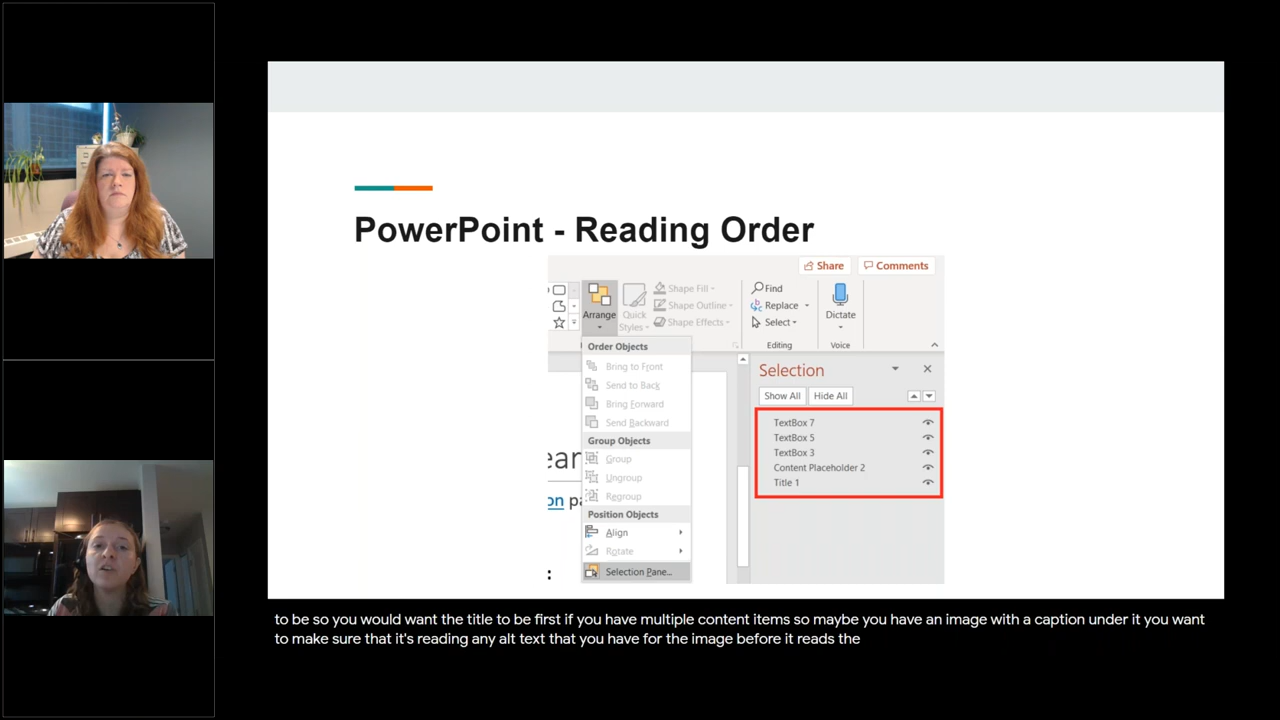 PowerPoint - Reading Order
Share
Comments
Arrange
Quick
Styles
Shape Fill
Shape Outline
Shape Effects
Find
Replace
Select
Editing
Dictate
Voice
Order Objects
Bring to Front
Send to Back
Bring Forward
Send Backward
Group Objects
Group
Ungroup
Regroup
Position Objects
Align
Rotate
Selection Pane...
ear
on pa
:
Selection
Show All
Hide All
TextBox 7
TextBox 5
TextBox 3
Content Placeholder 2
Title 1
to be so you would want the title to be first if you have multiple content items so maybe you have an image with a caption under it you want
to make sure that it's reading any alt text that you have for the image before it reads the